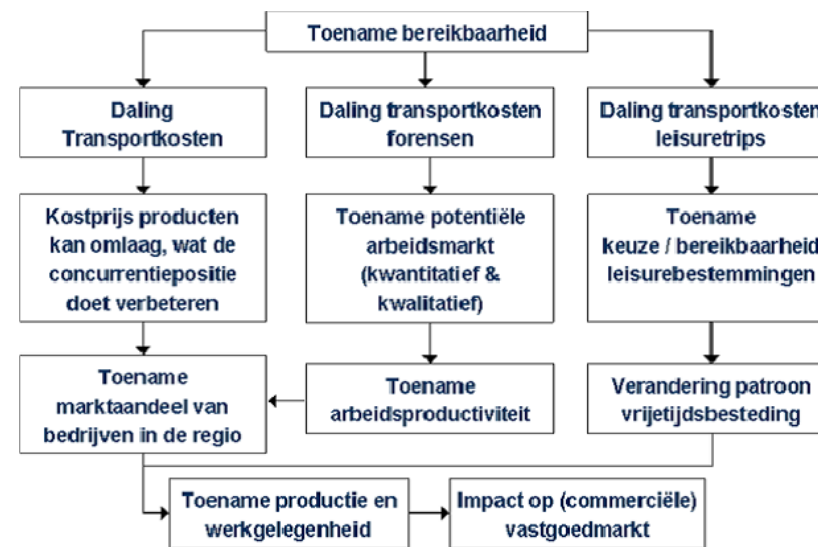 Toename bereikbaarheid
Daling
Transportkosten
Daling transportkosten
forensen
Daling transportkosten
leisuretrips
Kostprijs producten
kan omlaag, wat de
concurrentiepositie
doet verbeteren
Toename potentiële
arbeidsmarkt
(kwantitatief &
kwalitatief)
Toename
keuze / bereikbaarheid
leisurebestemmingen
Toename
marktaandeel van
bedrijven in de regio
Toename
arbeidsproductiviteit
Verandering patroon
vrijetijdsbesteding
Toename productie en
werkgelegenheid
Impact op (commerciële)
vastgoedmarkt